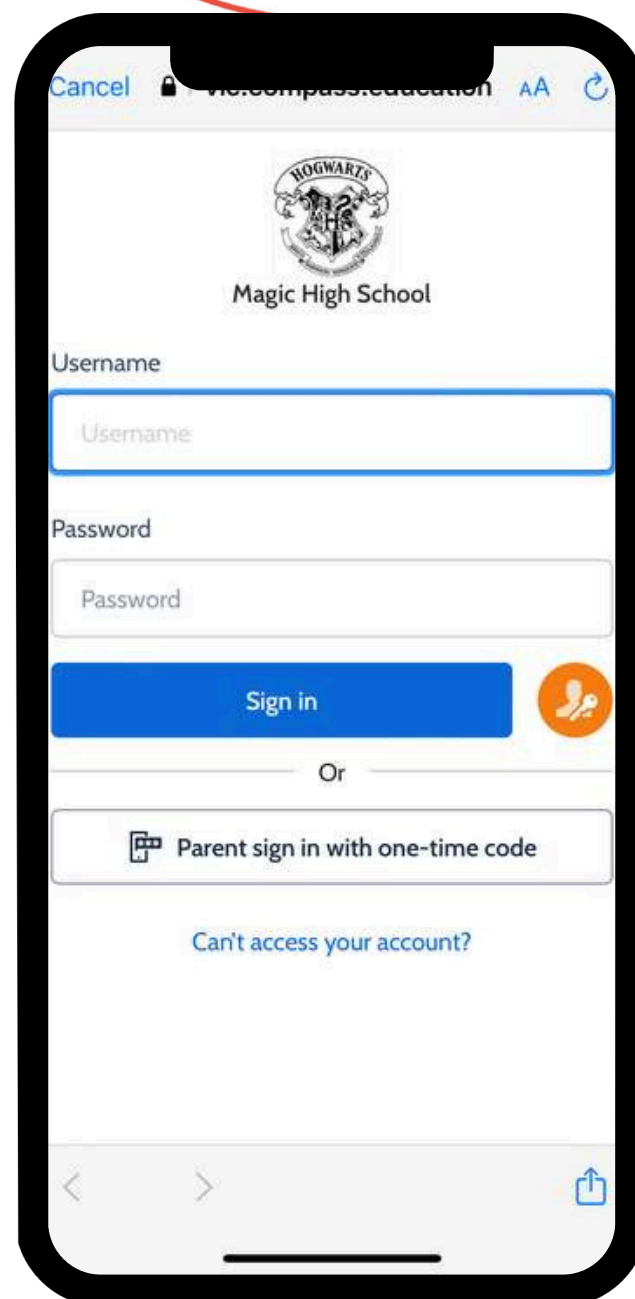 Cancel vic.compass.education AA
HOGWARTS
Magic High School
Username
Username
Password
Password
Sign in
Or
Parent sign in with one-time code
Can't access your account?